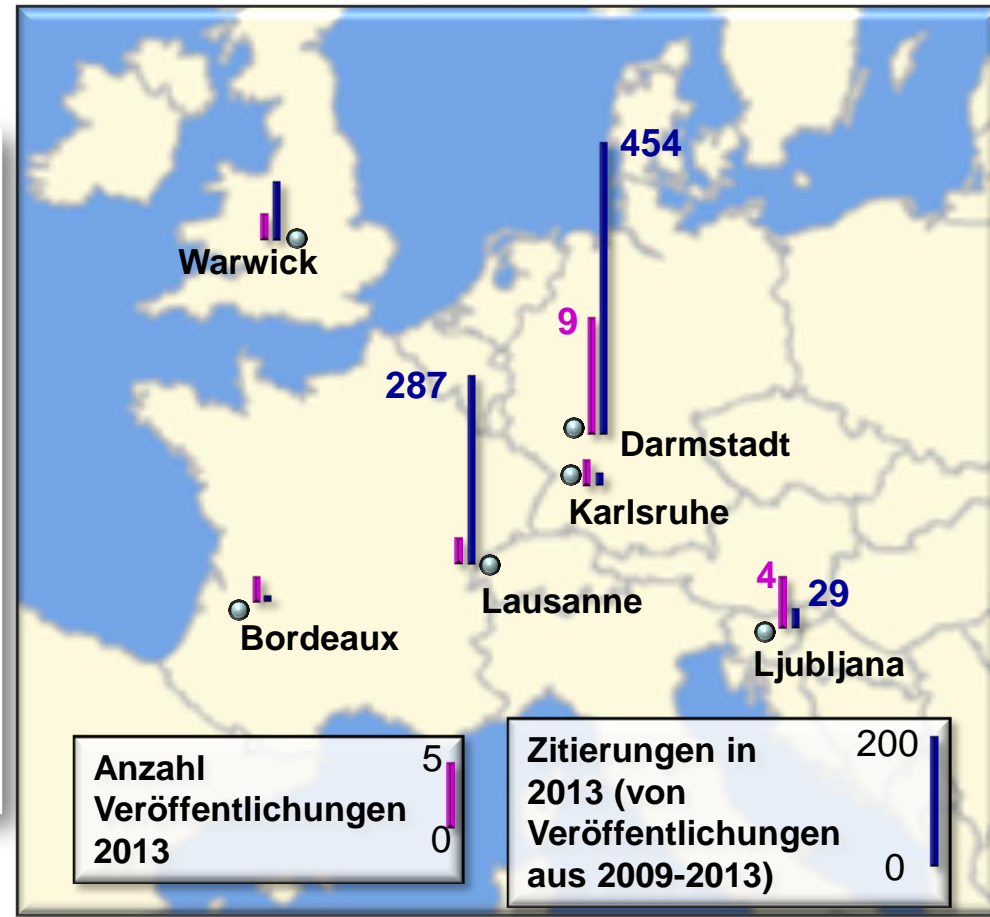 454
Warwick
9
287
Darmstadt
Karlsruhe
4
29
Lausanne
Bordeaux
Ljubljana
Anzahl
Veröffentlichungen
2013
5
0
Zitierungen in
2013 (von
Veröffentlichungen
aus 2009-2013)
200
0